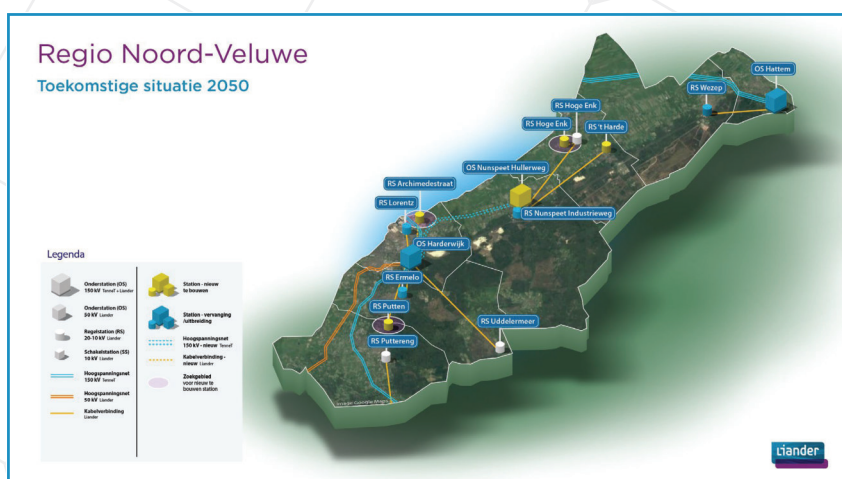 Regio Noord-Veluwe
Toekomstige situatie 2050
OS Hattem
RS Wezep
RS Hoge Enk
RS Hoge Enk
RS 't Harde
OS Nunspeet Hullerweg
RS Archimedestraat
RS Lorentz
RS Nunspeet Industrieweg
OS Harderwijk
RS Ermelo
RS Putten
RS Uddelermeer
RS Puttereng
Legenda
Onderstation (OS)
150 kV TenneT + Liander
Onderstation (OS)
50 kV Liander
Regelstation (RS)
20-10 kV Liander
Schakelstation (SS)
10 kV Liander
Hoogspanningsnet
150 kV TenneT
Hoogspanningsnet
50 kV Liander
Kabelverbinding
Liander
Station - nieuw
te bouwen
Station - vervanging
/uitbreiding
Hoogspanningsnet
150 kV - nieuw TenneT
Kabelverbinding -
nieuw Liander
Zoekgebied
voor nieuw te
bouwen station
Liander